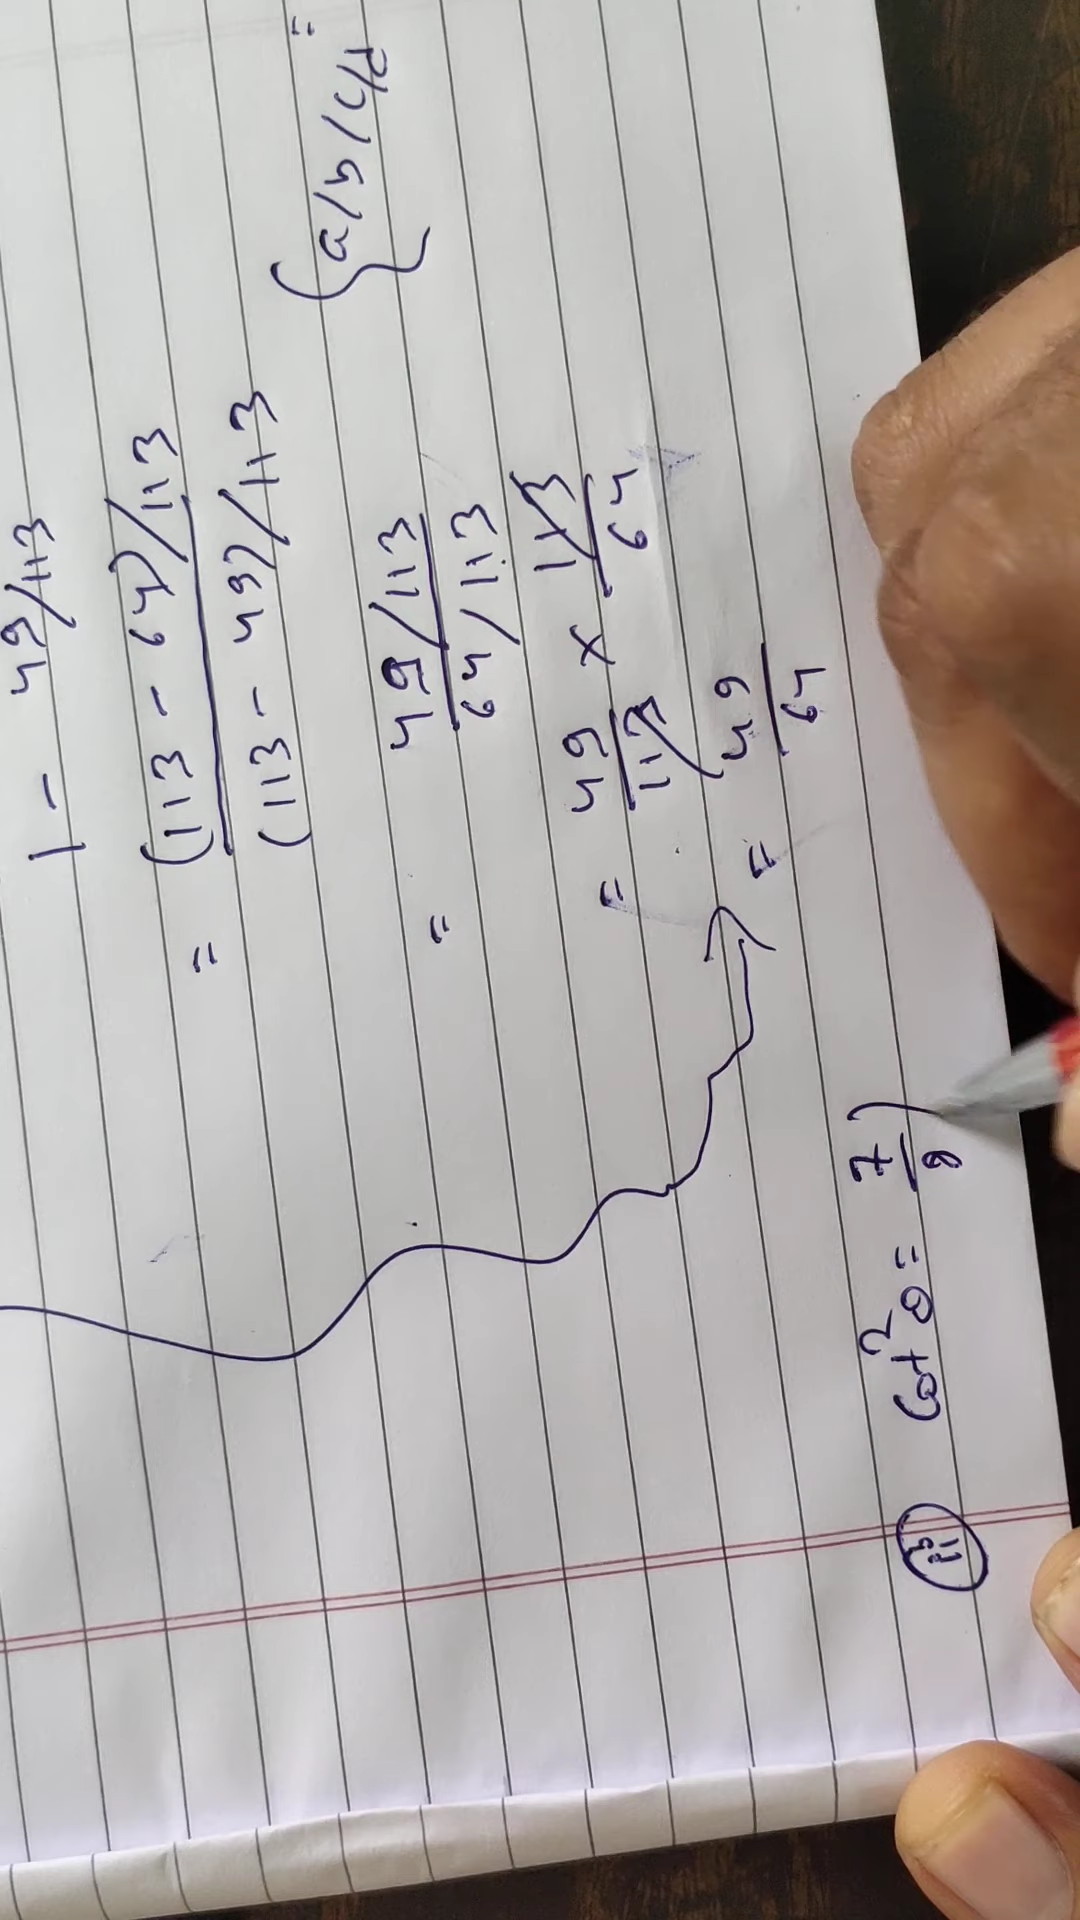 1 - 49/113
= (113 - 64)/113
(113 - 49)/113
{a/b/c/d =
= 49/113
64/113
= 49/113 × 113/64
= 49/64
(ii) Cot²θ = 7/8)